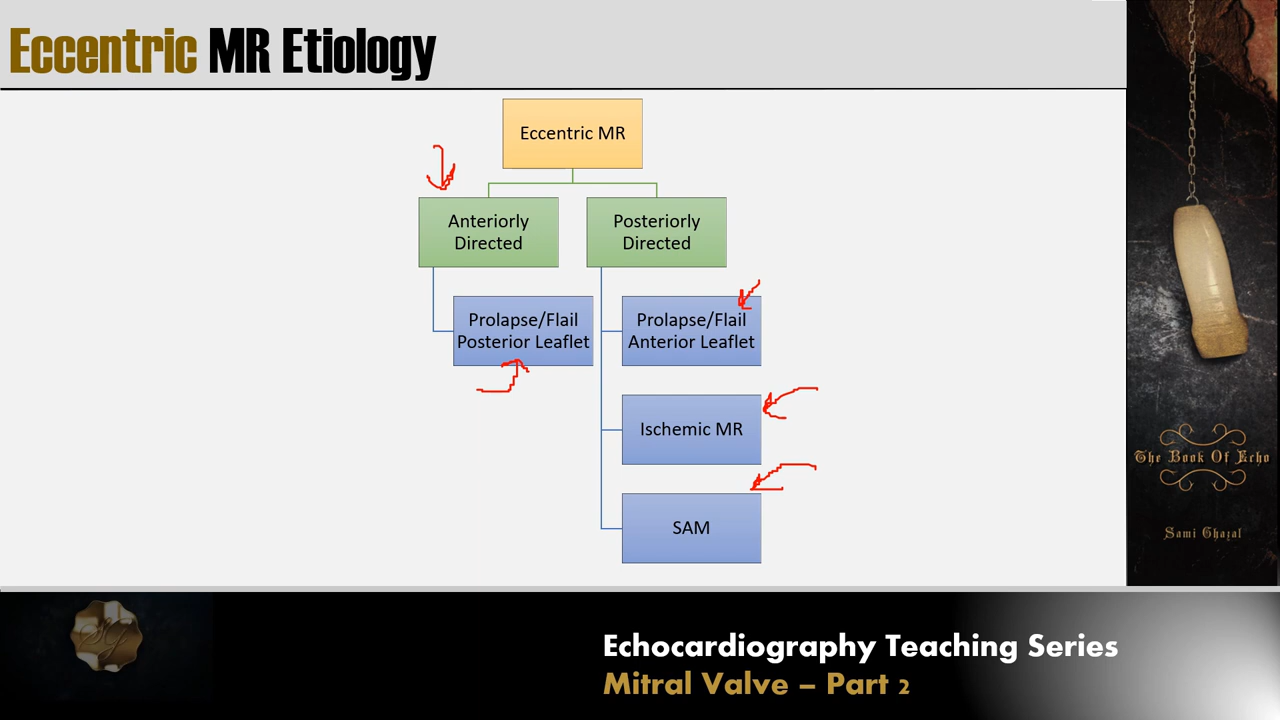 Eccentric MR Etiology
Eccentric MR
Anteriorly
Directed
Posteriorly
Directed
Prolapse/Flail
Posterior Leaflet
Prolapse/Flail
Anterior Leaflet
Ischemic MR
SAM
The Book Of Echo
Sami Ghazal
Echocardiography Teaching Series
Mitral Valve – Part 2